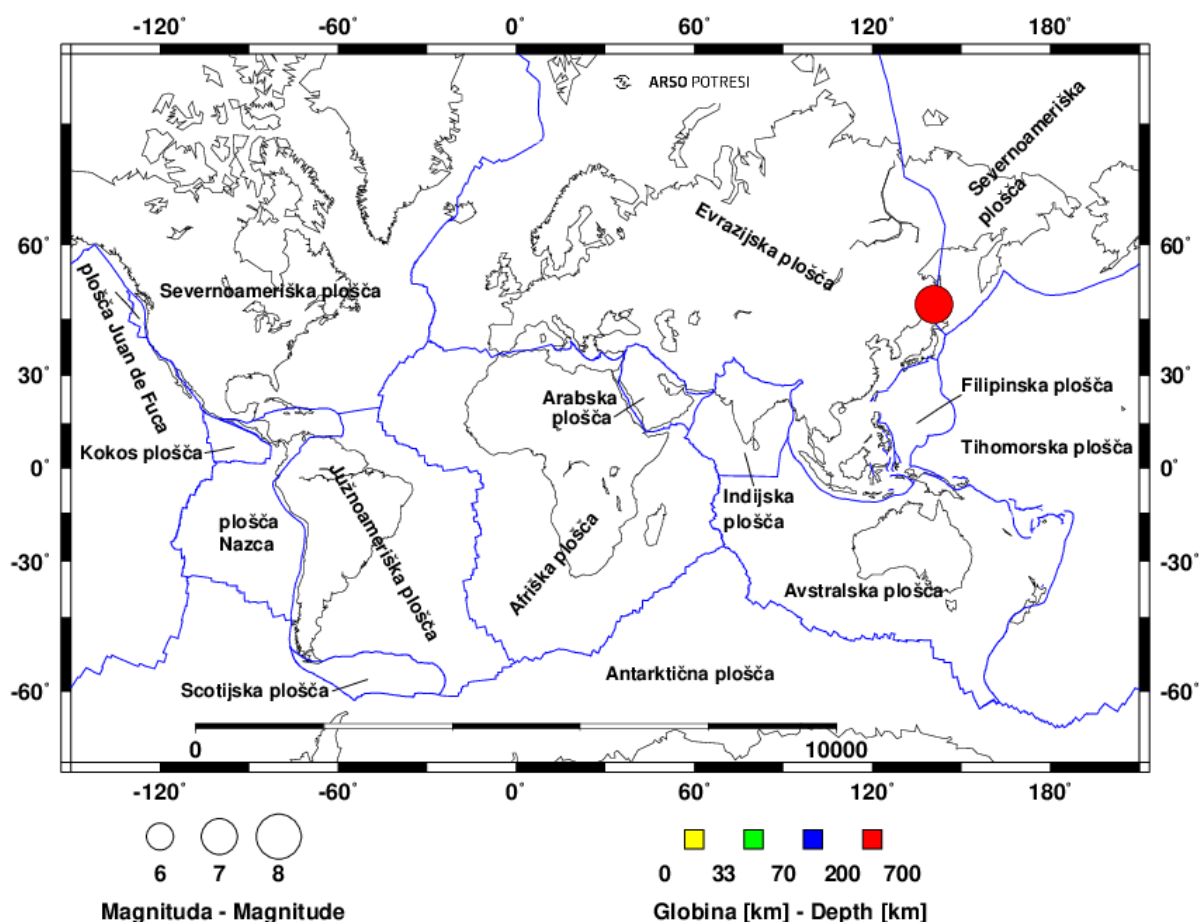 -120° -60° 0° 60° 120° 180°
ARSO POTRESI
Severnoameriška
plošča
Evrazijska plošča
60° 60°
Severnoameriška plošča
plošča Juan de Fuca
30° 30°
Arabska
plošča
Filipinska plošča
Kokos plošča
Tihomorska plošča
0° 0°
Južnoameriška plošča
Indijska
plošča
plošča
Nazca
Afriška plošča
-30° -30°
Avstralska plošča
Antarktična plošča
Scotijska plošča
-60° -60°
0 10000
-120° -60° 0° 60° 120° 180°
6 7 8
0 33 70 200 700
Magnituda - Magnitude
Globina [km] - Depth [km]